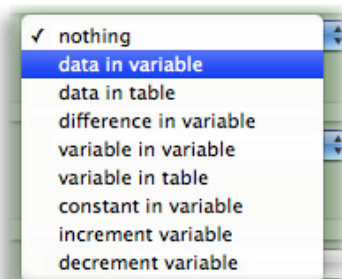 ✓ nothing
data in variable
data in table
difference in variable
variable in variable
variable in table
constant in variable
increment variable
decrement variable